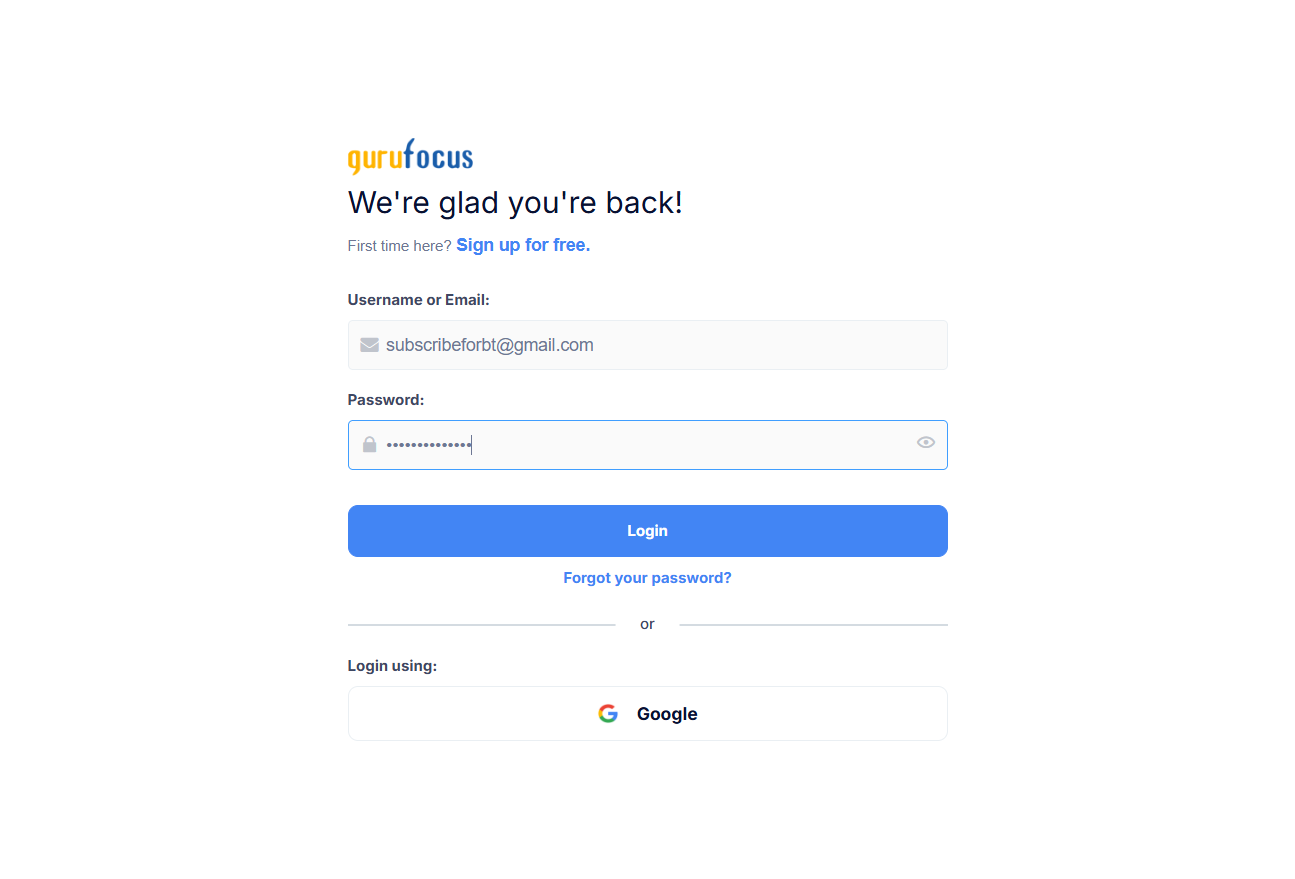 gurufocus
We're glad you're back!
First time here? Sign up for free.
Username or Email:
subscribeforbt@gmail.com
Password:
••••••••••••••
Login
Forgot your password?
or
Login using:
Google